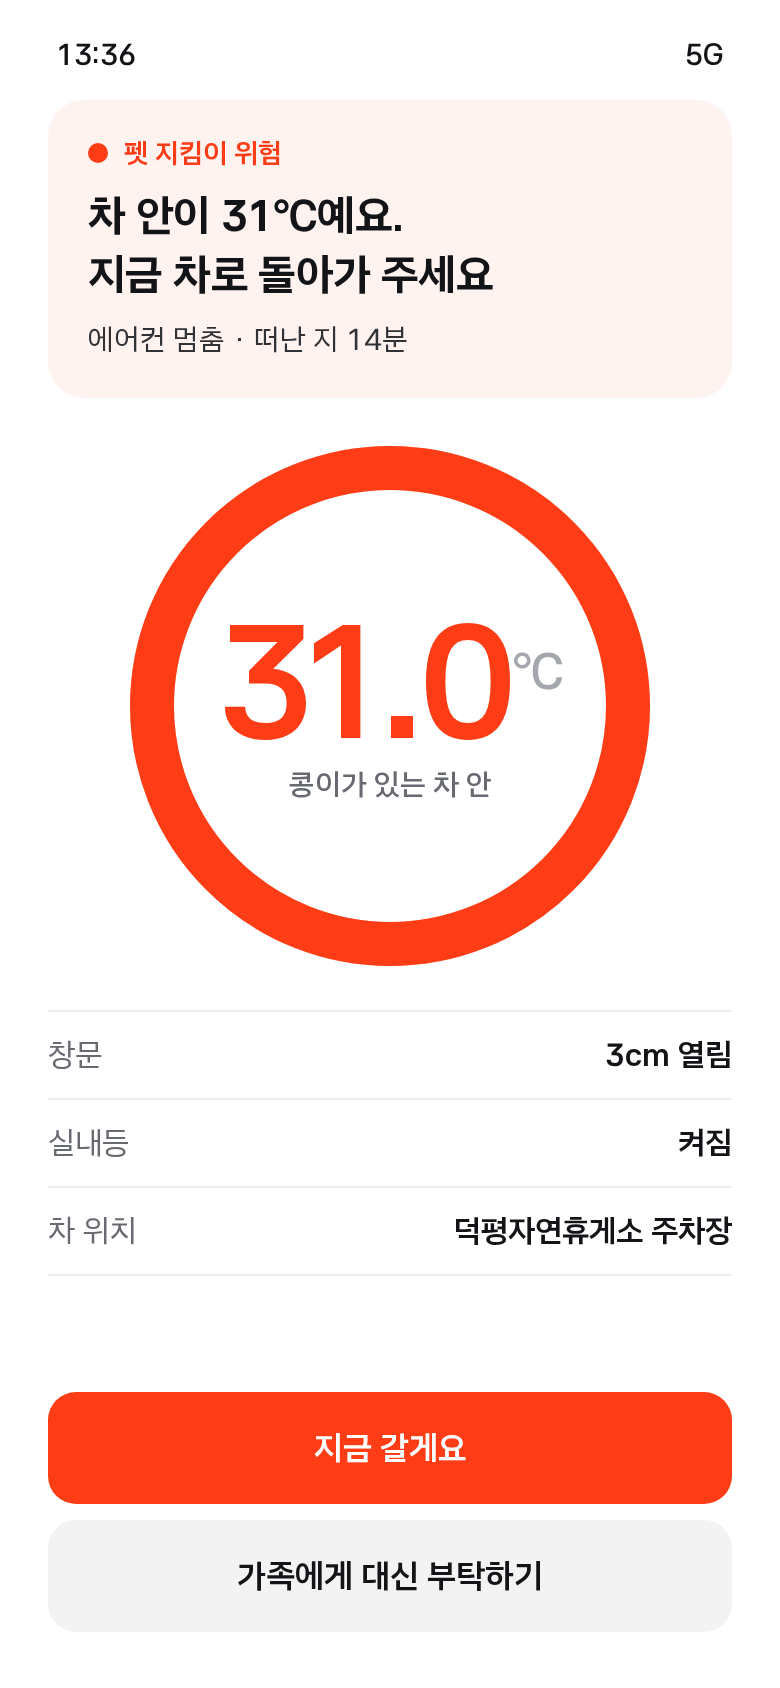 13:36
5G
펫 지킴이 위험
차 안이 31°C예요.
지금 차로 돌아가 주세요
에어컨 멈춤 · 떠난 지 14분
31.0°C
콩이가 있는 차 안
창문
3cm 열림
실내등
켜짐
차 위치
덕평자연휴게소 주차장
지금 갈게요
가족에게 대신 부탁하기